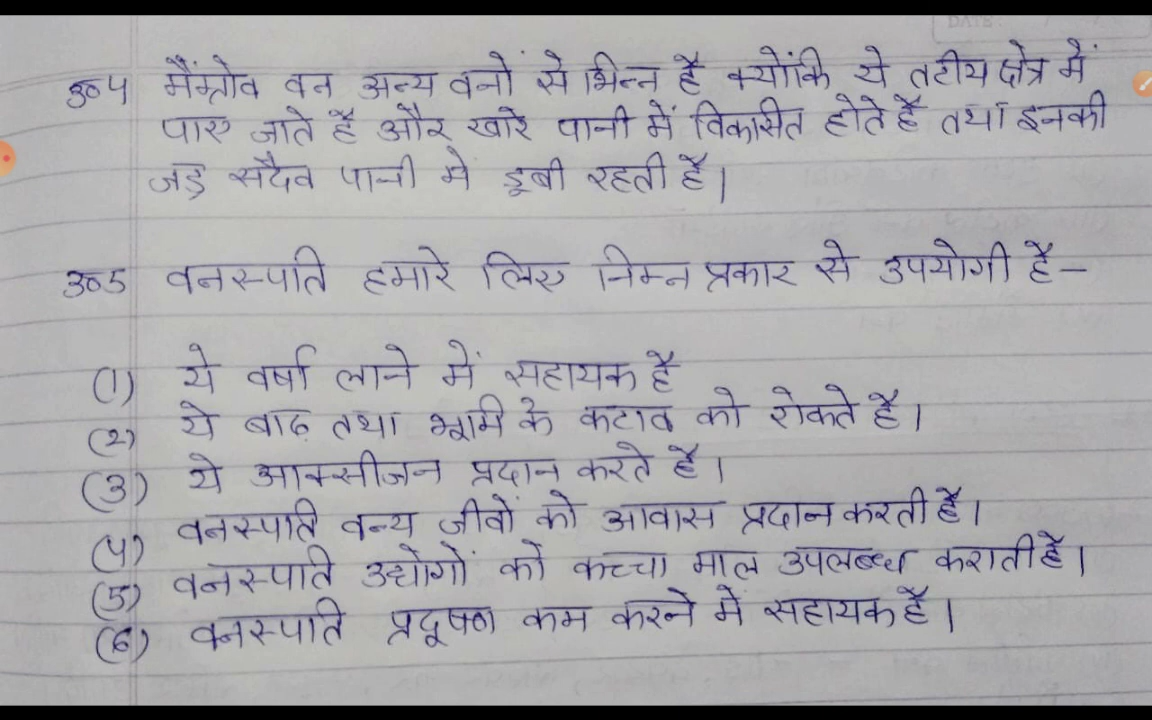 DATE:
उ०4 मैंग्रोव वन अन्य वनों से भिन्न है क्योंकि ये तटीय क्षेत्र में
पाए जाते है और खारे पानी में विकसित होते है तथा इनकी
जड़े सदैव पानी मे डूबी रहती है।
उ०5 वनस्पति हमारे लिए निम्न प्रकार से उपयोगी है –
(1) ये वर्षा लाने में सहायक है
(2) ये बाढ़ तथा भूमि के कटाव को रोकते है।
(3) ये आक्सीजन प्रदान करते है।
(4) वनस्पति वन्य जीवों को आवास प्रदान करती है।
(5) वनस्पति उद्योगों को कच्चा माल उपलब्ध कराती है।
(6) वनस्पति प्रदूषण कम करने में सहायक है।